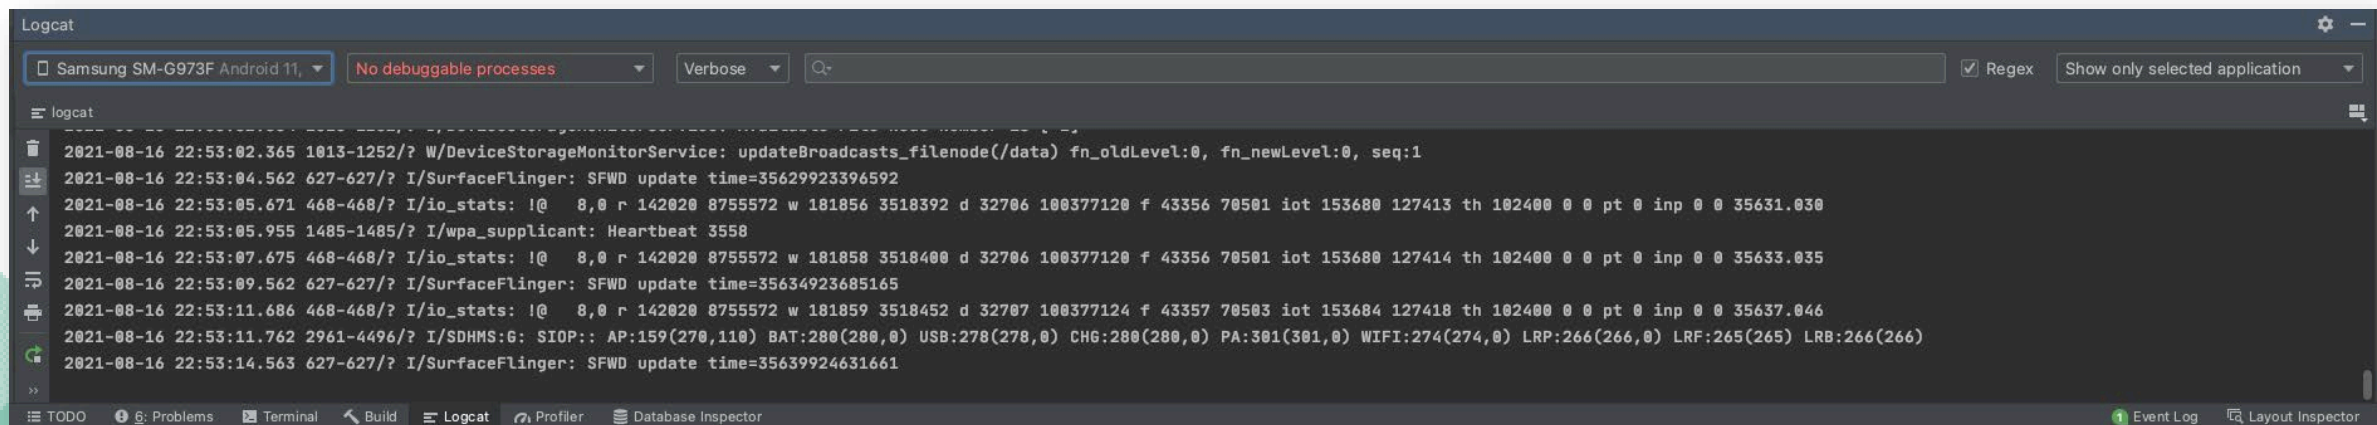 Logcat
Samsung SM-G973F Android 11, No debuggable processes Verbose Regex Show only selected application
logcat
2021-08-16 22:53:02.365 1013-1252/? W/DeviceStorageMonitorService: updateBroadcasts_filenode(/data) fn_oldLevel:0, fn_newLevel:0, seq:1
2021-08-16 22:53:04.562 627-627/? I/SurfaceFlinger: SFWD update time=35629923396592
2021-08-16 22:53:05.671 468-468/? I/io_stats: !@   8,0 r 142020 8755572 w 181856 3518392 d 32706 100377120 f 43356 70501 iot 153680 127413 th 102400 0 0 pt 0 inp 0 0 35631.030
2021-08-16 22:53:05.955 1485-1485/? I/wpa_supplicant: Heartbeat 3558
2021-08-16 22:53:07.675 468-468/? I/io_stats: !@   8,0 r 142020 8755572 w 181858 3518400 d 32706 100377120 f 43356 70501 iot 153680 127414 th 102400 0 0 pt 0 inp 0 0 35633.035
2021-08-16 22:53:09.562 627-627/? I/SurfaceFlinger: SFWD update time=35634923685165
2021-08-16 22:53:11.686 468-468/? I/io_stats: !@   8,0 r 142020 8755572 w 181859 3518452 d 32707 100377124 f 43357 70503 iot 153684 127418 th 102400 0 0 pt 0 inp 0 0 35637.046
2021-08-16 22:53:11.762 2961-4496/? I/SDHMS:G: SIOP:: AP:159(270,110) BAT:280(280,0) USB:278(278,0) CHG:280(280,0) PA:301(301,0) WIFI:274(274,0) LRP:266(266,0) LRF:265(265) LRB:266(266)
2021-08-16 22:53:14.563 627-627/? I/SurfaceFlinger: SFWD update time=35639924631661
TODO 6: Problems Terminal Build Logcat Profiler Database Inspector 1 Event Log Layout Inspector